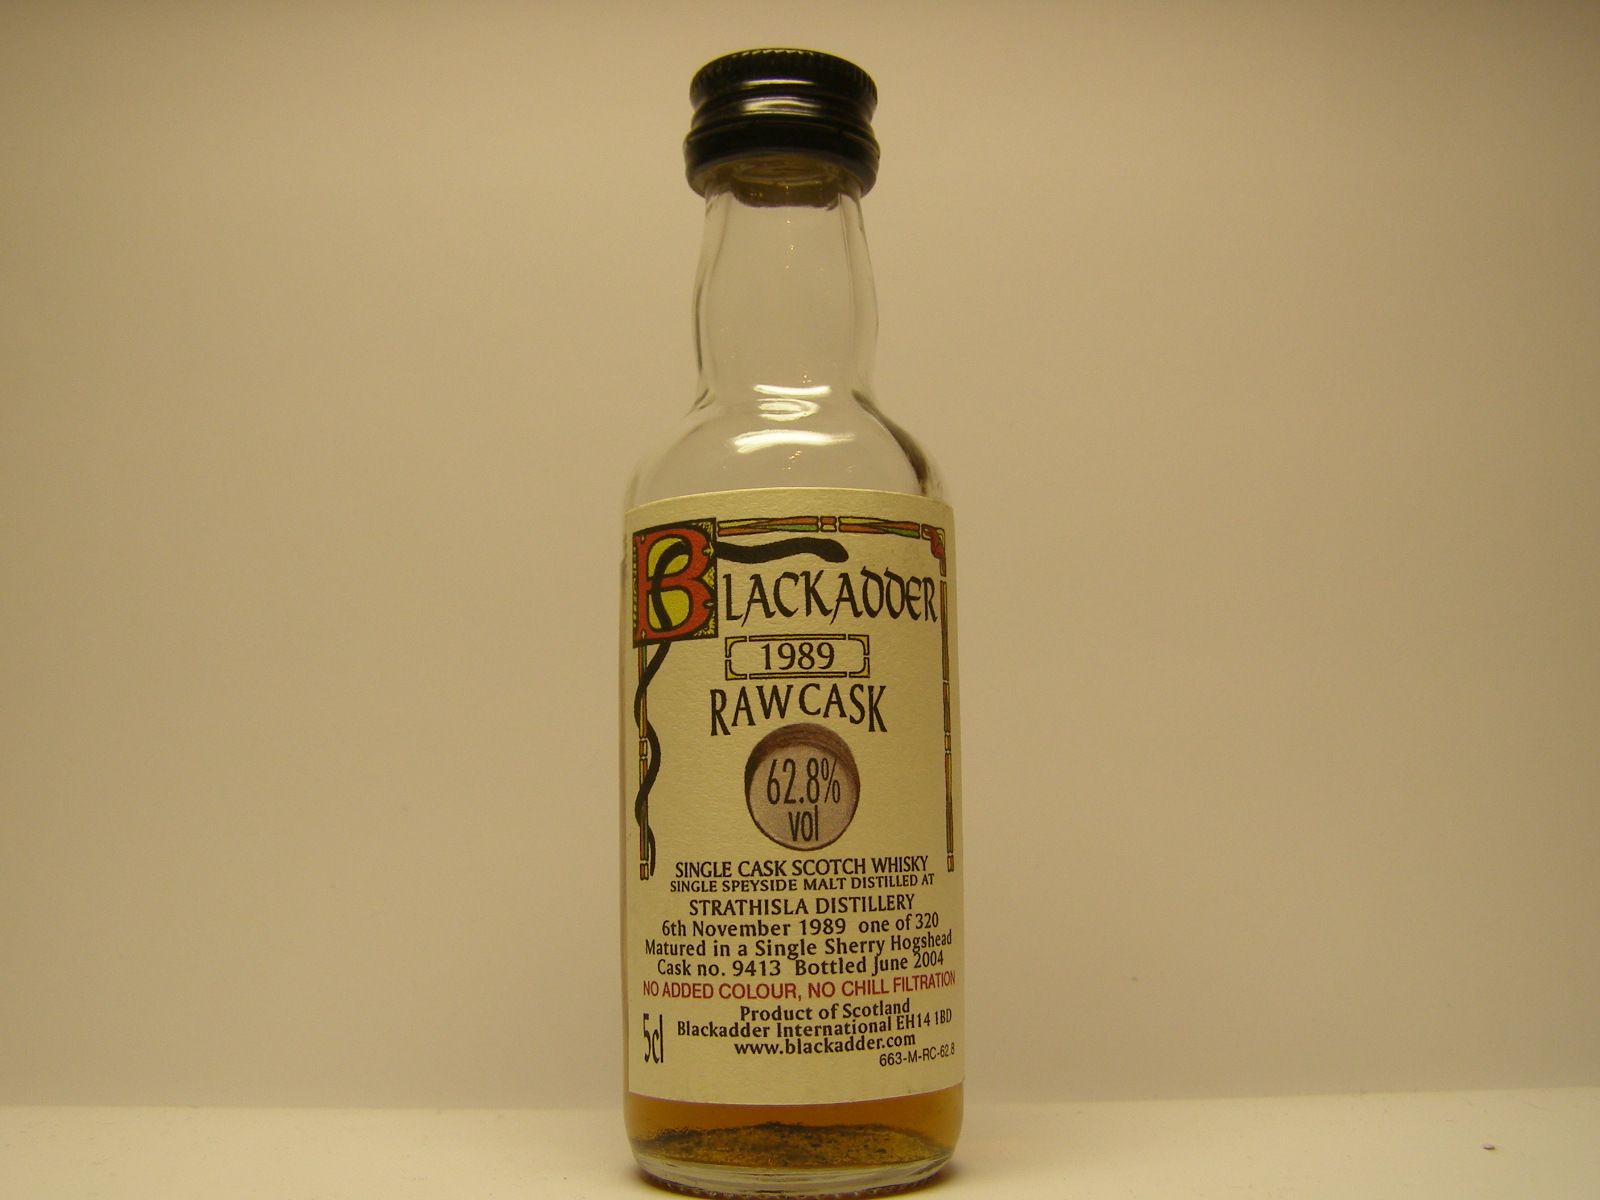 BLACKADDER
1989
RAW CASK
62.8%
vol
SINGLE CASK SCOTCH WHISKY
SINGLE SPEYSIDE MALT DISTILLED AT
STRATHISLA DISTILLERY
6th November 1989 one of 320
Matured in a Single Sherry Hogshead
Cask no. 9413 Bottled June 2004
NO ADDED COLOUR, NO CHILL FILTRATION
Product of Scotland
5cl Blackadder International EH14 1BD
www.blackadder.com
663-M-RC-62.8